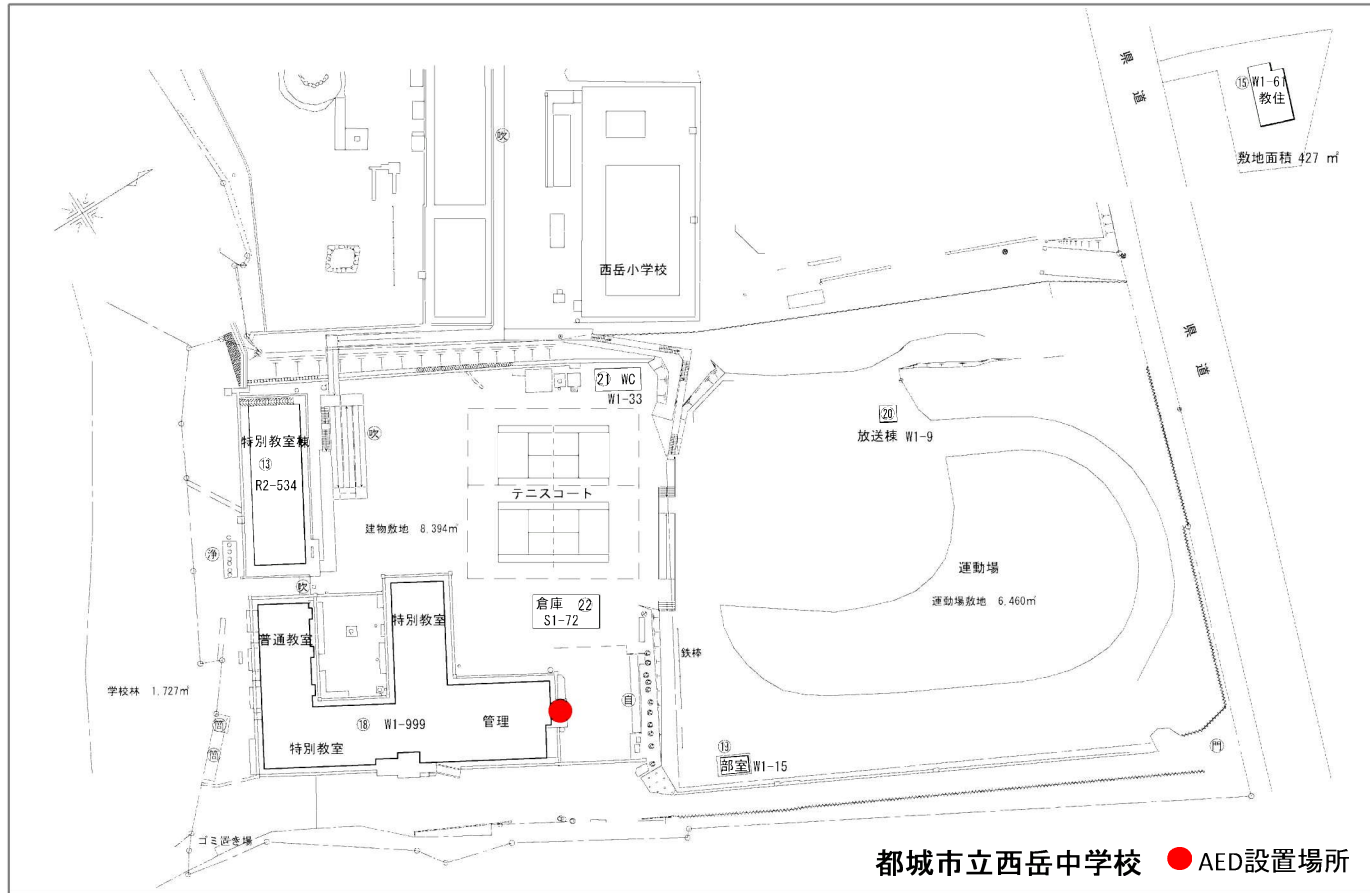 県道
⑮ W1-61
教住
敷地面積 427 ㎡
吹
西岳小学校
県道
㉑ WC
W1-33
⑳
放送棟 W1-9
特別教室棟
⑬
R2-534
吹
テニスコート
建物敷地 8.394㎡
浄
吹
運動場
運動場敷地 6.460㎡
倉庫 ㉒
S1-72
特別教室
普通教室
鉄棒
学校林 1.727㎡
自
⑱ W1-999
管理
特別教室
⑲
部室 W1-15
門
ゴミ置き場
都城市立西岳中学校
AED設置場所